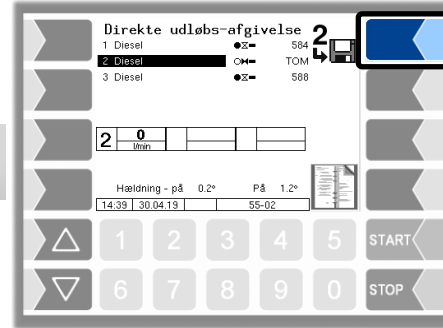 Direkte udløbs-afgivelse 2
1 Diesel 584
2 Diesel TOM
3 Diesel 588
2 0
l/min
Hældning - på 0.2° På 1.2°
14:39 30.04.19 55-02
1 2 3 4 5 START
6 7 8 9 0 STOP